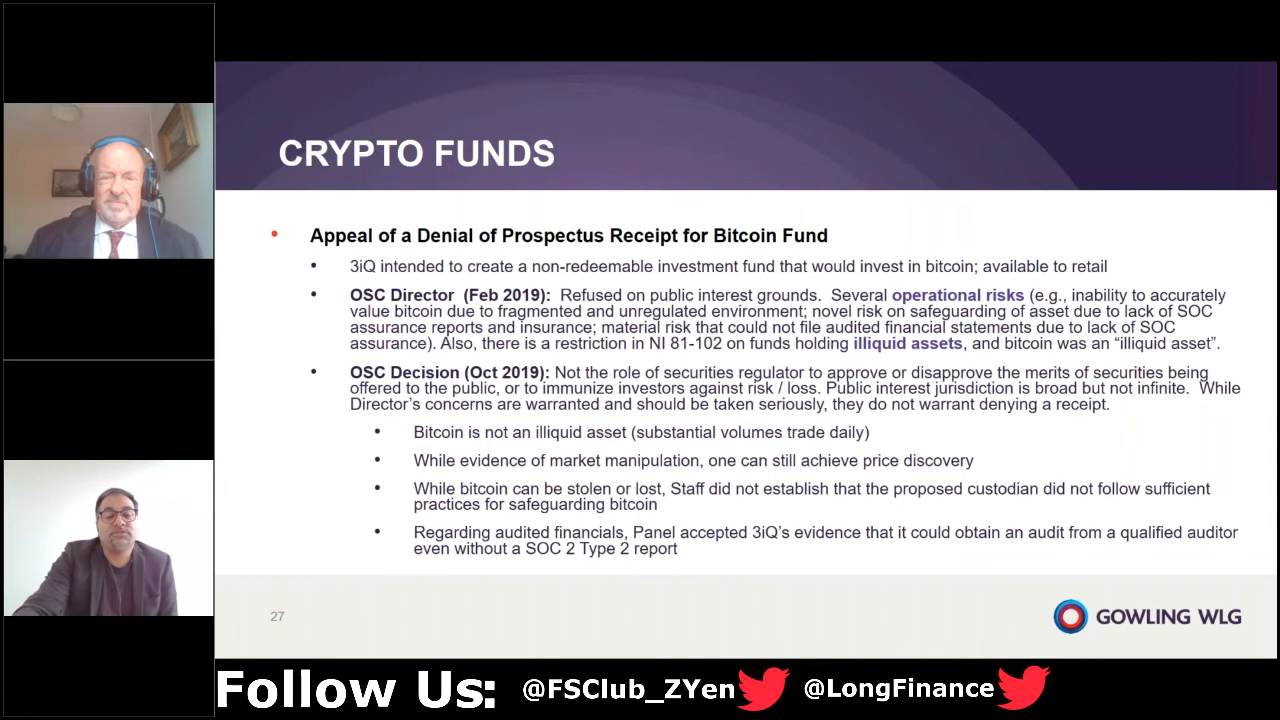 CRYPTO FUNDS
• Appeal of a Denial of Prospectus Receipt for Bitcoin Fund
• 3iQ intended to create a non-redeemable investment fund that would invest in bitcoin; available to retail
• OSC Director (Feb 2019): Refused on public interest grounds. Several operational risks (e.g., inability to accurately
value bitcoin due to fragmented and unregulated environment; novel risk on safeguarding of asset due to lack of SOC
assurance reports and insurance; material risk that could not file audited financial statements due to lack of SOC
assurance). Also, there is a restriction in NI 81-102 on funds holding illiquid assets, and bitcoin was an “illiquid asset”.
• OSC Decision (Oct 2019): Not the role of securities regulator to approve or disapprove the merits of securities being
offered to the public, or to immunize investors against risk / loss. Public interest jurisdiction is broad but not infinite. While
Director’s concerns are warranted and should be taken seriously, they do not warrant denying a receipt.
• Bitcoin is not an illiquid asset (substantial volumes trade daily)
• While evidence of market manipulation, one can still achieve price discovery
• While bitcoin can be stolen or lost, Staff did not establish that the proposed custodian did not follow sufficient
practices for safeguarding bitcoin
• Regarding audited financials, Panel accepted 3iQ’s evidence that it could obtain an audit from a qualified auditor
even without a SOC 2 Type 2 report
27
GOWLING WLG
Follow Us: @FSClub_ZYen @LongFinance